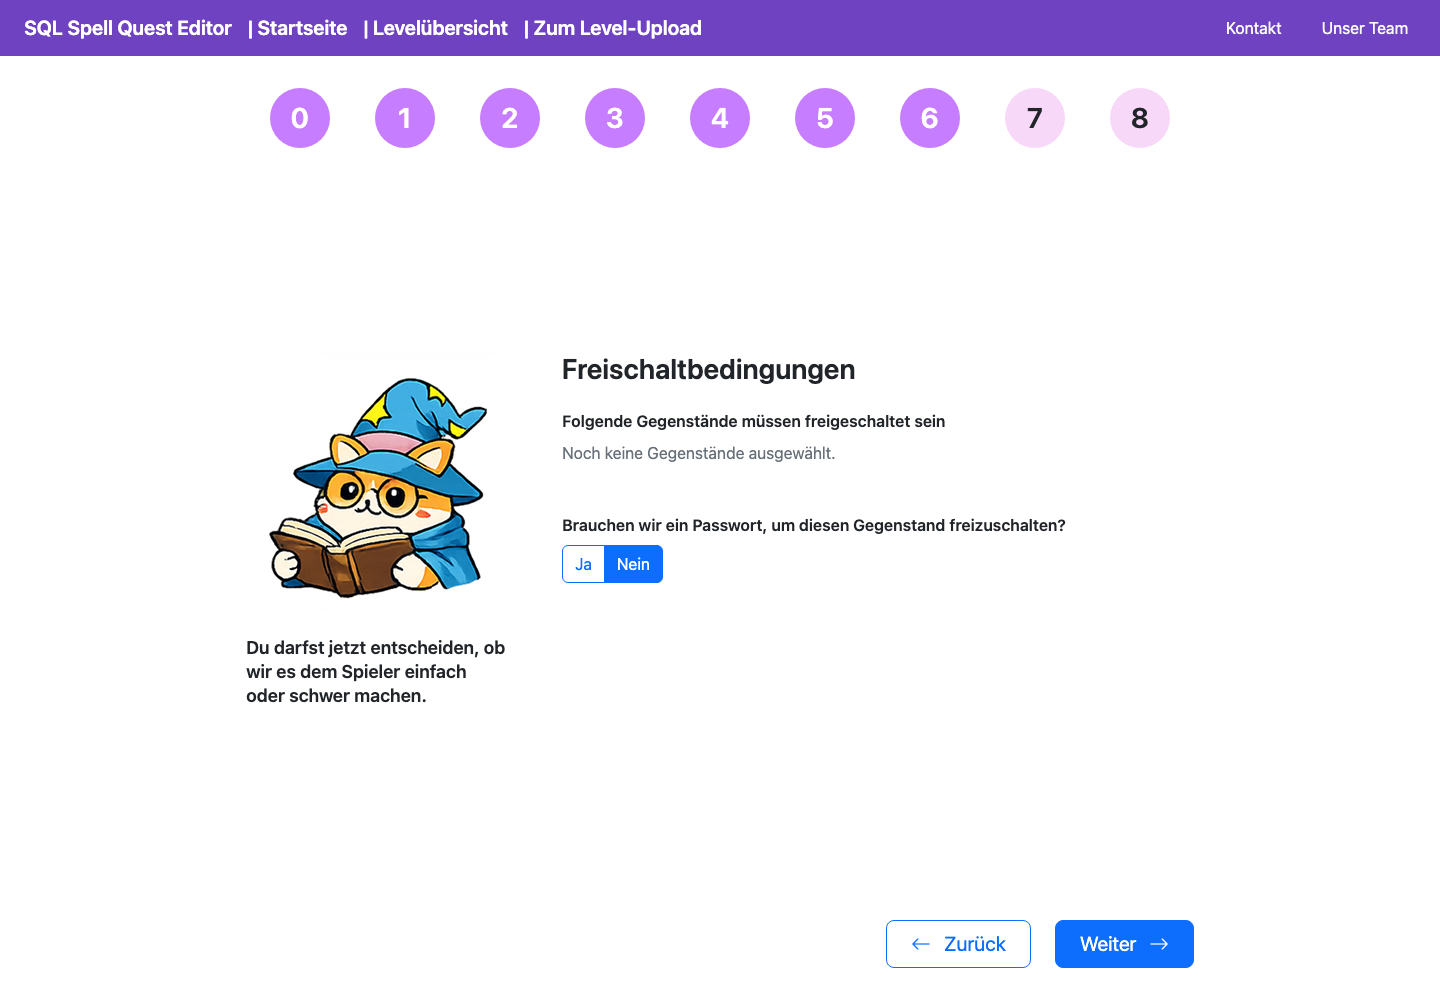 SQL Spell Quest Editor | Startseite | Levelübersicht | Zum Level-Upload Kontakt Unser Team
0 1 2 3 4 5 6 7 8
Freischaltbedingungen
Folgende Gegenstände müssen freigeschaltet sein
Noch keine Gegenstände ausgewählt.
Brauchen wir ein Passwort, um diesen Gegenstand freizuschalten?
Ja Nein
Du darfst jetzt entscheiden, ob
wir es dem Spieler einfach
oder schwer machen.
← Zurück Weiter →